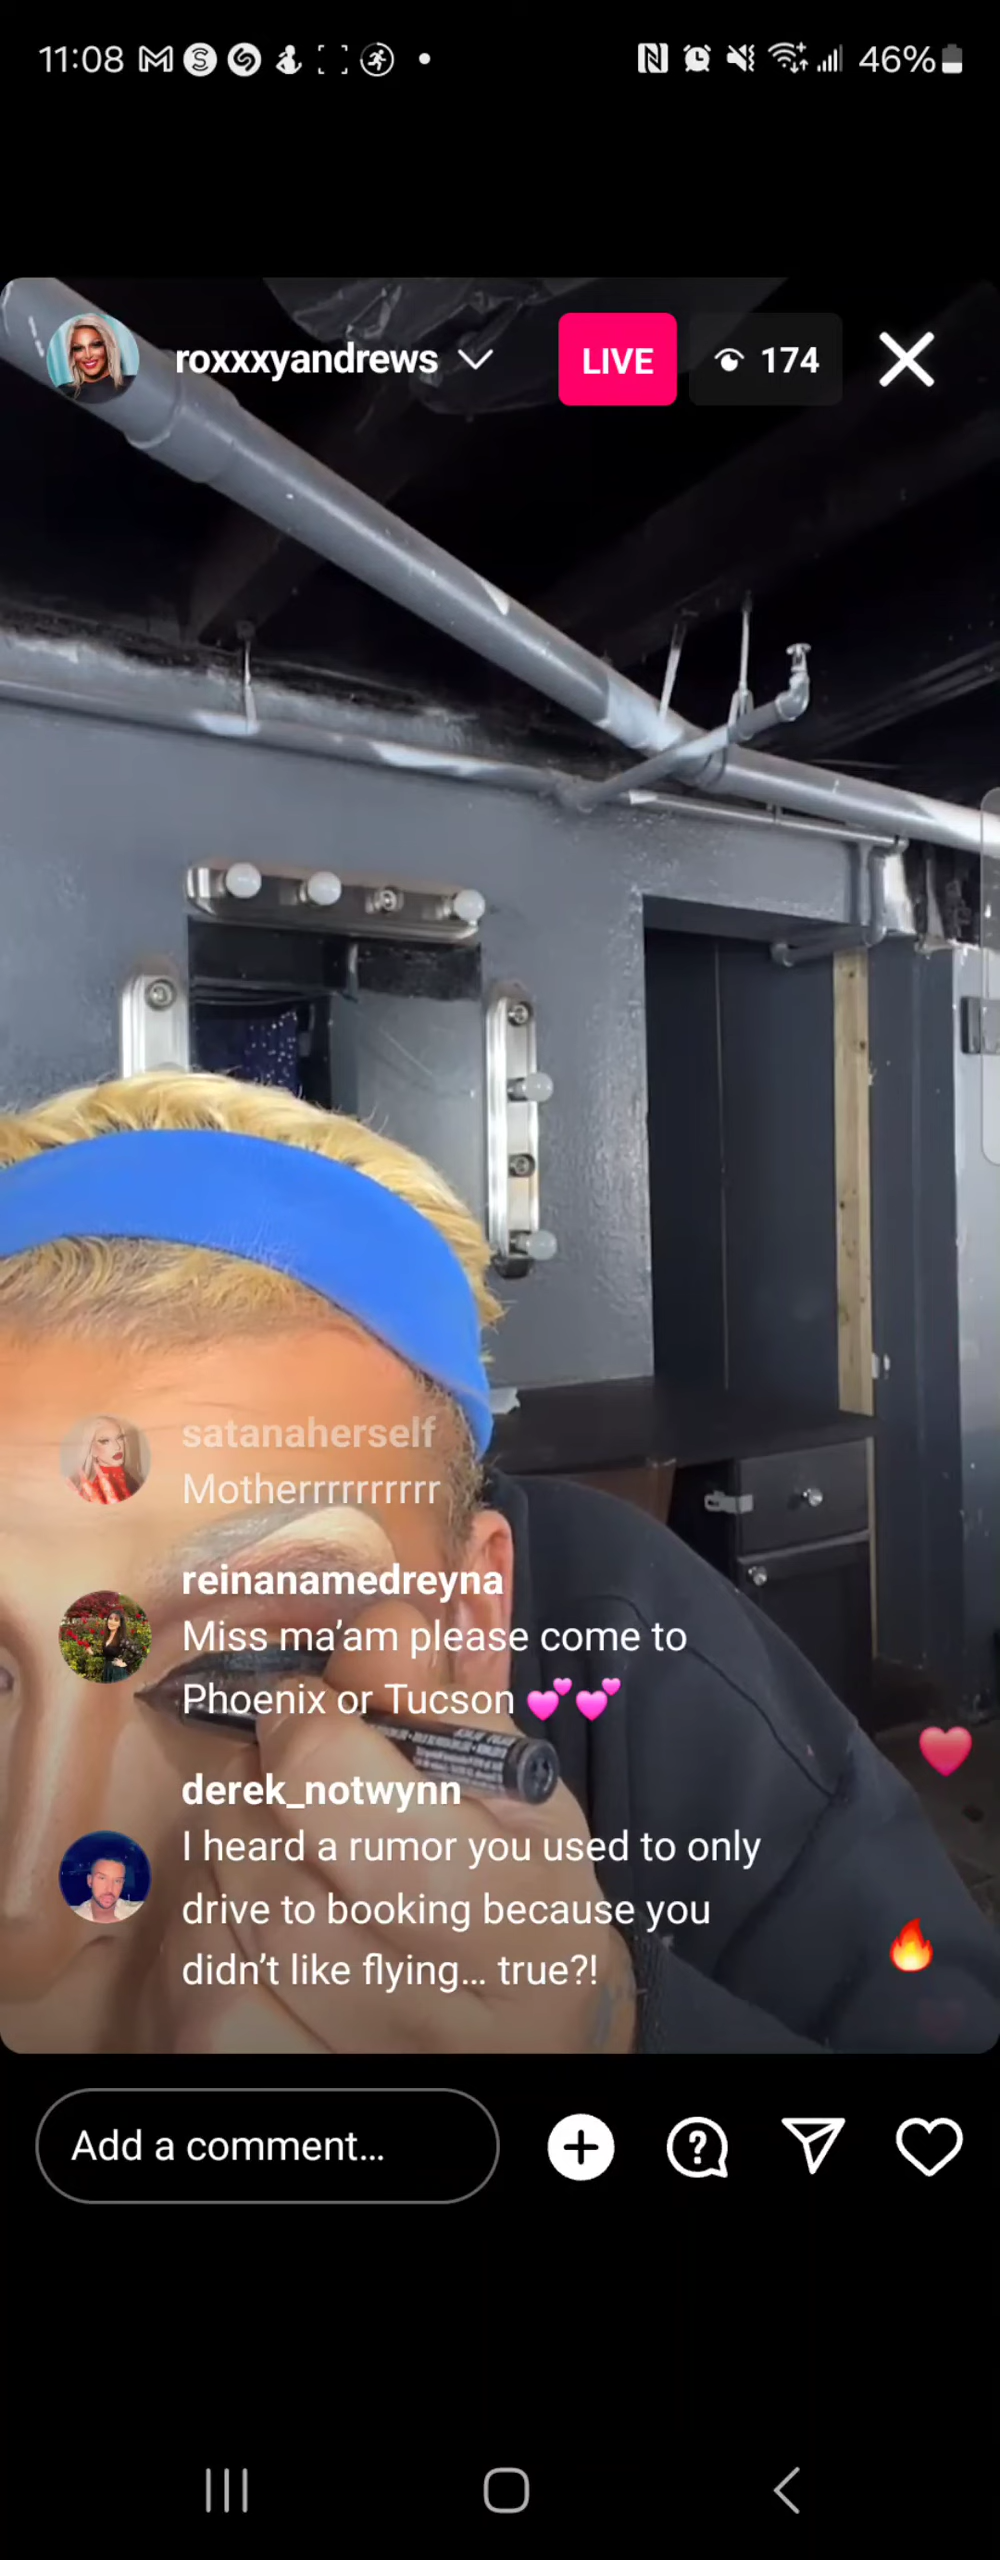 11:08
46%
roxxxyandrews
LIVE
174
satanaherself
Motherrrrrrrrrr
reinanamedreyna
Miss ma’am please come to
Phoenix or Tucson 💕💕
derek_notwynn
I heard a rumor you used to only
drive to booking because you
didn’t like flying… true?!
Add a comment…